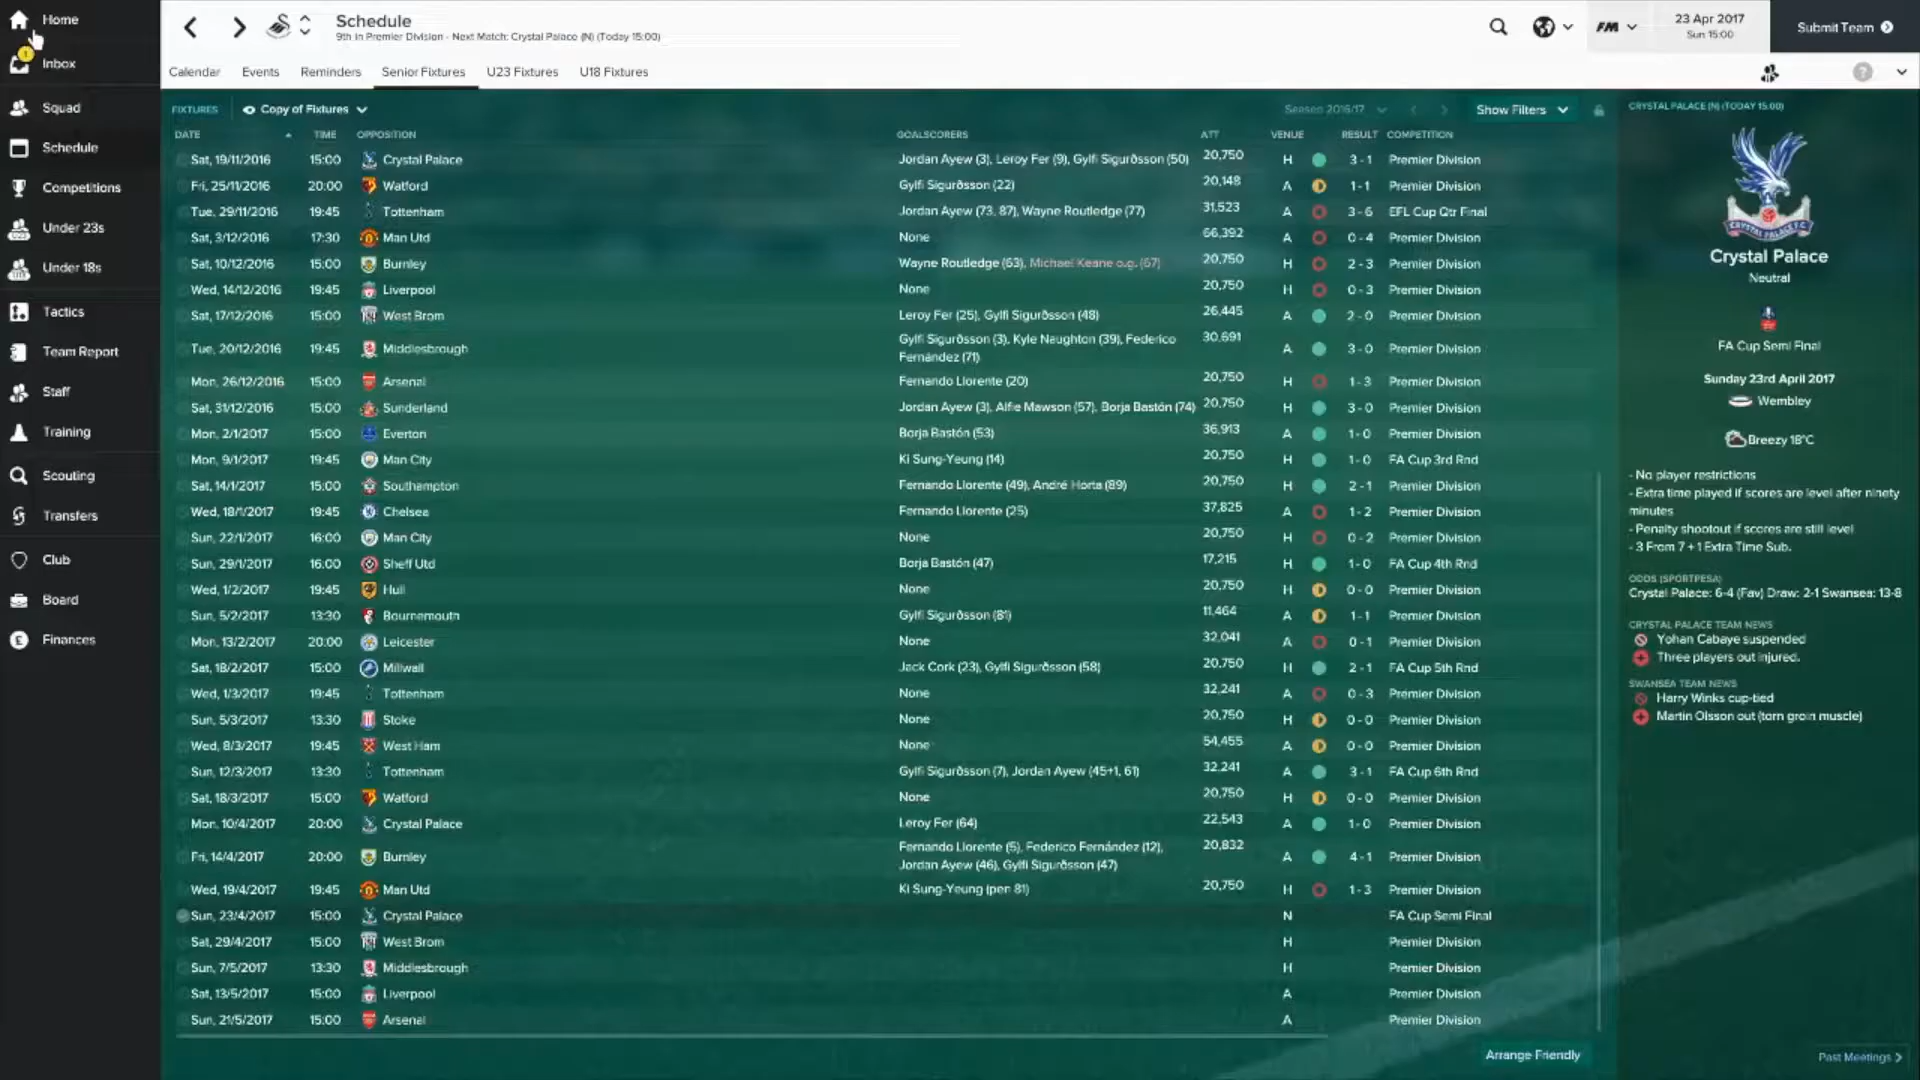 Home
Inbox
Squad
Schedule
Competitions
Under 23s
Under 18s
Tactics
Team Report
Staff
Training
Scouting
Transfers
Club
Board
Finances
Schedule
9th in Premier Division - Next Match: Crystal Palace (N) (Today 15:00)
FM
23 Apr 2017
Sun 15:00
Submit Team
Calendar Events Reminders Senior Fixtures U23 Fixtures U18 Fixtures
FIXTURES Copy of Fixtures Season 2016/17 Show Filters
DATE TIME OPPOSITION GOALSCORERS ATT VENUE RESULT COMPETITION
Sat, 19/11/2016 15:00 Crystal Palace Jordan Ayew (3), Leroy Fer (9), Gylfi Sigurðsson (50) 20,750 H 3 - 1 Premier Division
Fri, 25/11/2016 20:00 Watford Gylfi Sigurðsson (22) 20,148 A 1 - 1 Premier Division
Tue, 29/11/2016 19:45 Tottenham Jordan Ayew (73, 87), Wayne Routledge (77) 31,523 A 3 - 6 EFL Cup Qtr Final
Sat, 3/12/2016 17:30 Man Utd None 66,392 A 0 - 4 Premier Division
Sat, 10/12/2016 15:00 Burnley Wayne Routledge (63), Michael Keane o.g. (67) 20,750 H 2 - 3 Premier Division
Wed, 14/12/2016 19:45 Liverpool None 20,750 H 0 - 3 Premier Division
Sat, 17/12/2016 15:00 West Brom Leroy Fer (25), Gylfi Sigurðsson (48) 26,445 A 2 - 0 Premier Division
Tue, 20/12/2016 19:45 Middlesbrough Gylfi Sigurðsson (3), Kyle Naughton (39), Federico 30,691 A 3 - 0 Premier Division
Fernández (71)
Mon, 26/12/2016 15:00 Arsenal Fernando Llorente (20) 20,750 H 1 - 3 Premier Division
Sat, 31/12/2016 15:00 Sunderland Jordan Ayew (3), Alfie Mawson (57), Borja Bastón (74) 20,750 H 3 - 0 Premier Division
Mon, 2/1/2017 15:00 Everton Borja Bastón (53) 36,913 A 1 - 0 Premier Division
Mon, 9/1/2017 19:45 Man City Ki Sung-Yeung (14) 20,750 H 1 - 0 FA Cup 3rd Rnd
Sat, 14/1/2017 15:00 Southampton Fernando Llorente (49), André Horta (89) 20,750 H 2 - 1 Premier Division
Wed, 18/1/2017 19:45 Chelsea Fernando Llorente (25) 37,825 A 1 - 2 Premier Division
Sun, 22/1/2017 16:00 Man City None 20,750 H 0 - 2 Premier Division
Sun, 29/1/2017 16:00 Sheff Utd Borja Bastón (47) 17,215 H 1 - 0 FA Cup 4th Rnd
Wed, 1/2/2017 19:45 Hull None 20,750 H 0 - 0 Premier Division
Sun, 5/2/2017 13:30 Bournemouth Gylfi Sigurðsson (81) 11,464 A 1 - 1 Premier Division
Mon, 13/2/2017 20:00 Leicester None 32,041 A 0 - 1 Premier Division
Sat, 18/2/2017 15:00 Millwall Jack Cork (23), Gylfi Sigurðsson (58) 20,750 H 2 - 1 FA Cup 5th Rnd
Wed, 1/3/2017 19:45 Tottenham None 32,241 A 0 - 3 Premier Division
Sun, 5/3/2017 13:30 Stoke None 20,750 H 0 - 0 Premier Division
Wed, 8/3/2017 19:45 West Ham None 54,455 A 0 - 0 Premier Division
Sun, 12/3/2017 13:30 Tottenham Gylfi Sigurðsson (7), Jordan Ayew (45+1, 61) 32,241 A 3 - 1 FA Cup 6th Rnd
Sat, 18/3/2017 15:00 Watford None 20,750 H 0 - 0 Premier Division
Mon, 10/4/2017 20:00 Crystal Palace Leroy Fer (64) 22,543 A 1 - 0 Premier Division
Fri, 14/4/2017 20:00 Burnley Fernando Llorente (5), Federico Fernández (12), 20,832 A 4 - 1 Premier Division
Jordan Ayew (46), Gylfi Sigurðsson (47)
Wed, 19/4/2017 19:45 Man Utd Ki Sung-Yeung (pen 81) 20,750 H 1 - 3 Premier Division
Sun, 23/4/2017 15:00 Crystal Palace N FA Cup Semi Final
Sat, 29/4/2017 15:00 West Brom H Premier Division
Sun, 7/5/2017 13:30 Middlesbrough H Premier Division
Sat, 13/5/2017 15:00 Liverpool A Premier Division
Sun, 21/5/2017 15:00 Arsenal A Premier Division
Arrange Friendly
CRYSTAL PALACE (N) (TODAY 15:00)
CRYSTAL PALACE F.C.
Crystal Palace
Neutral
FA Cup Semi Final
Sunday 23rd April 2017
Wembley
Breezy 18°C
- No player restrictions
- Extra time played if scores are level after ninety
minutes
- Penalty shootout if scores are still level
- 3 From 7 + 1 Extra Time Sub.
ODDS (SPORTPESA)
Crystal Palace: 6-4 (Fav) Draw: 2-1 Swansea: 13-8
CRYSTAL PALACE TEAM NEWS
Yohan Cabaye suspended
Three players out injured.
SWANSEA TEAM NEWS
Harry Winks cup-tied
Martin Olsson out (torn groin muscle)
Past Meetings